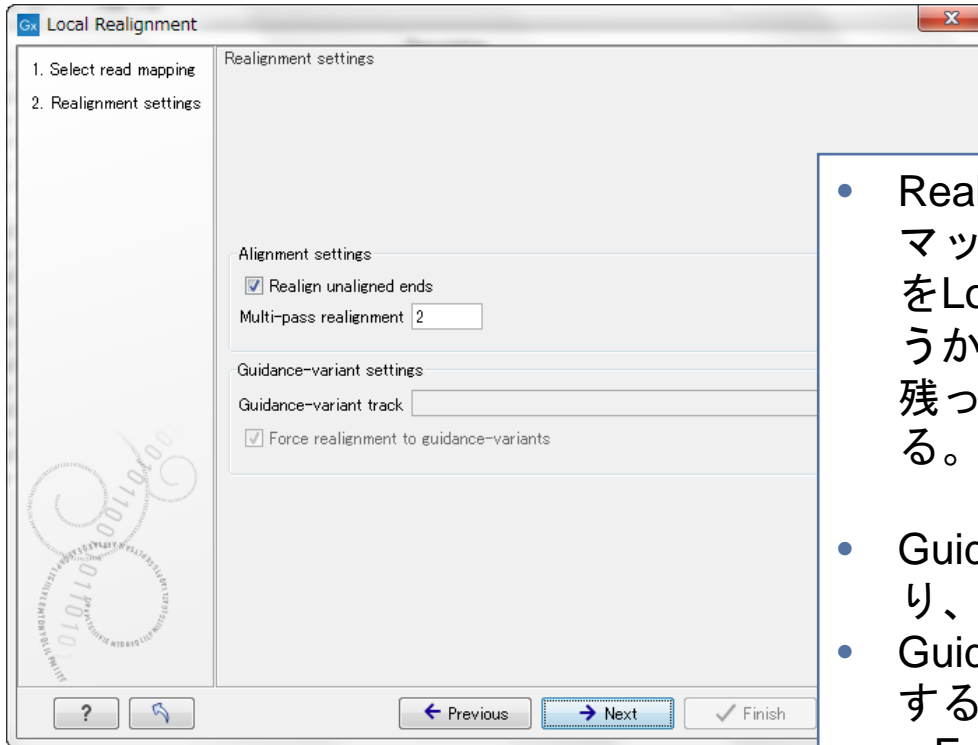 Gx Local Realignment
1. Select read mapping
2. Realignment settings
Realignment settings
Alignment settings
Realign unaligned ends
Multi-pass realignment 2
Guidance-variant settings
Guidance-variant track
Force realignment to guidance-variants
? Previous Next Finish
• Real
マッ
をLo
うか
残っ
る。
• Guid
り、
• Guid
する